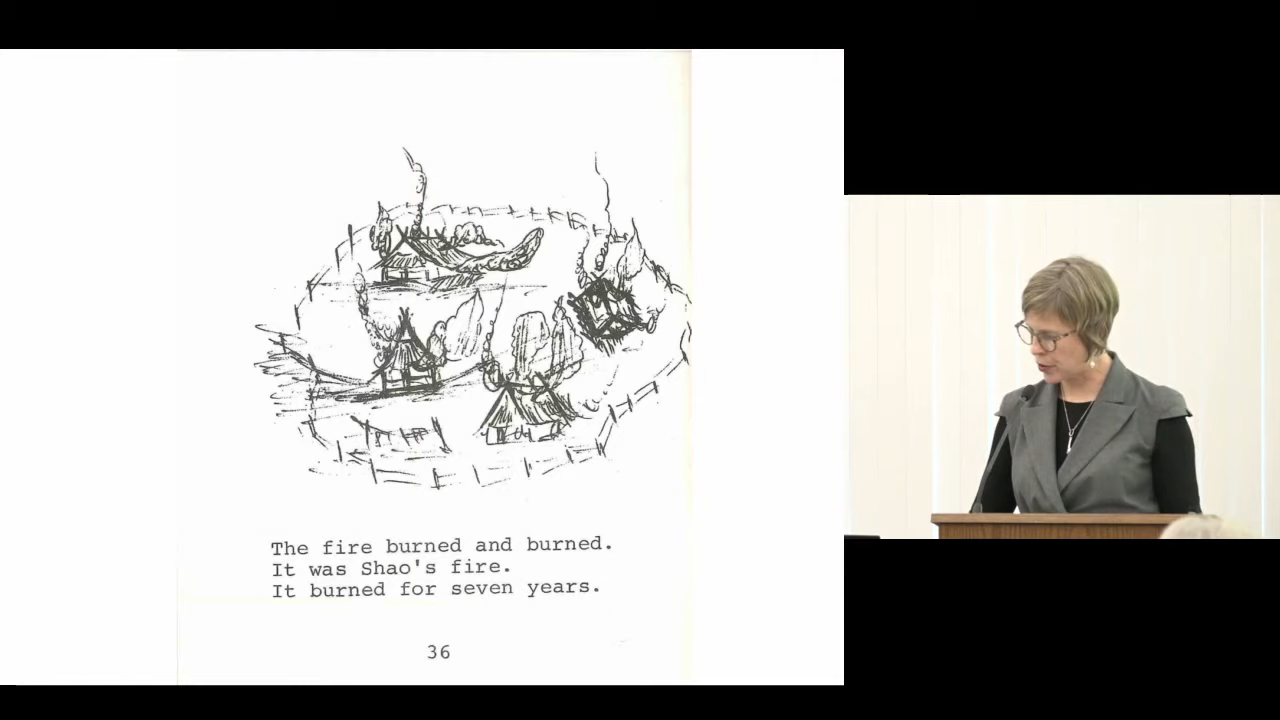 The fire burned and burned.
It was Shao's fire.
It burned for seven years.
36